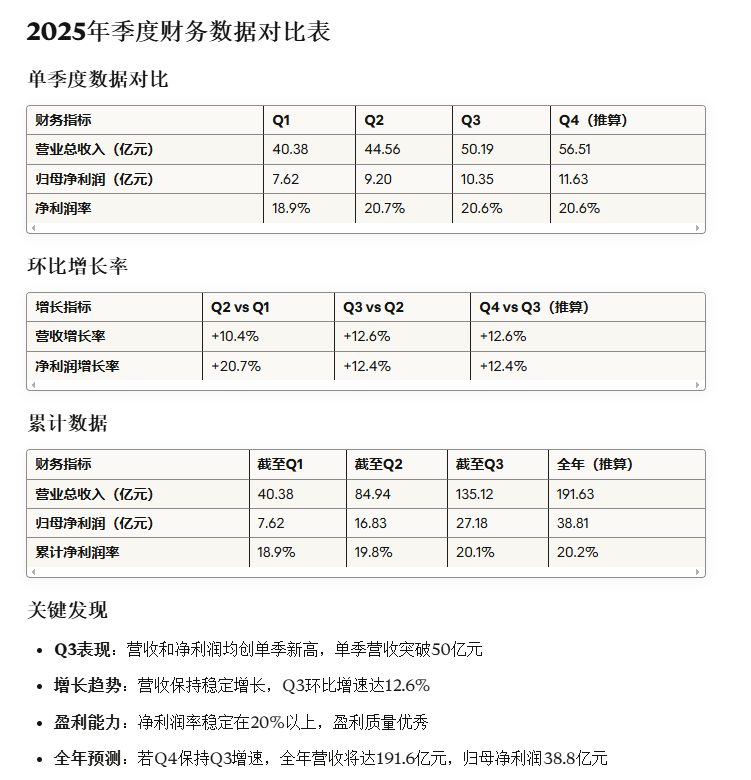 2025年季度财务数据对比表
单季度数据对比
财务指标 Q1 Q2 Q3 Q4（推算）
营业总收入（亿元） 40.38 44.56 50.19 56.51
归母净利润（亿元） 7.62 9.20 10.35 11.63
净利润率 18.9% 20.7% 20.6% 20.6%
环比增长率
增长指标 Q2 vs Q1 Q3 vs Q2 Q4 vs Q3（推算）
营收增长率 +10.4% +12.6% +12.6%
净利润增长率 +20.7% +12.4% +12.4%
累计数据
财务指标 截至Q1 截至Q2 截至Q3 全年（推算）
营业总收入（亿元） 40.38 84.94 135.12 191.63
归母净利润（亿元） 7.62 16.83 27.18 38.81
累计净利润率 18.9% 19.8% 20.1% 20.2%
关键发现
• Q3表现：营收和净利润均创单季新高，单季营收突破50亿元
• 增长趋势：营收保持稳定增长，Q3环比增速达12.6%
• 盈利能力：净利润率稳定在20%以上，盈利质量优秀
• 全年预测：若Q4保持Q3增速，全年营收将达191.6亿元，归母净利润38.8亿元